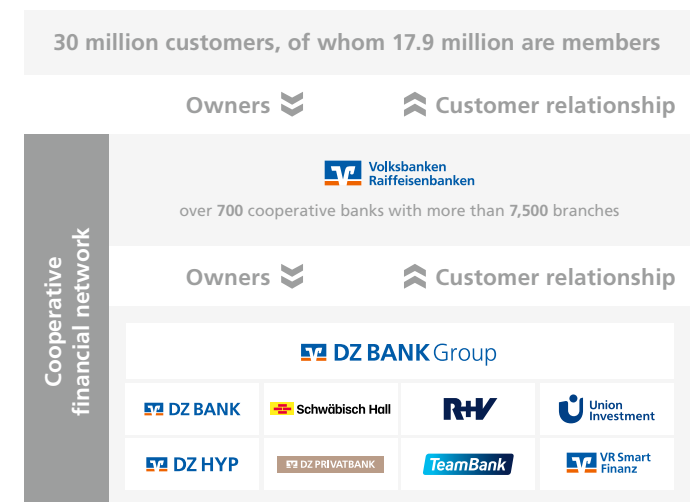 30 million customers, of whom 17.9 million are members
Owners Customer relationship
Cooperative
financial network
Volksbanken
Raiffeisenbanken
over 700 cooperative banks with more than 7,500 branches
Owners Customer relationship
DZ BANK Group
DZ BANK
Schwäbisch Hall
R+V
Union
Investment
DZ HYP
DZ PRIVATBANK
TeamBank
VR Smart
Finanz